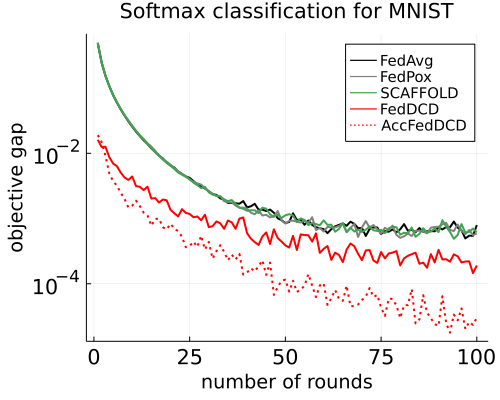 Softmax classification for MNIST
FedAvg
FedPox
SCAFFOLD
FedDCD
AccFedDCD
objective gap
10⁻²
10⁻⁴
0 25 50 75 100
number of rounds